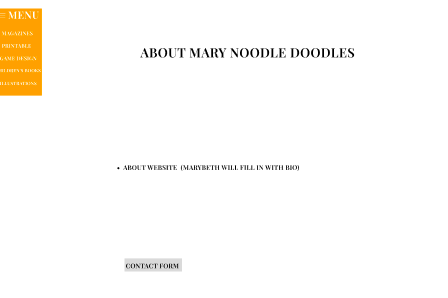 MENU
MAGAZINES
PRINTABLE
GAME DESIGN
BOOKS
ILLUSTRATIONS
ABOUT MARY NOODLE DOODLES
• ABOUT WEBSITE (MARYBETH WILL FILL IN WITH BIO)
CONTACT FORM